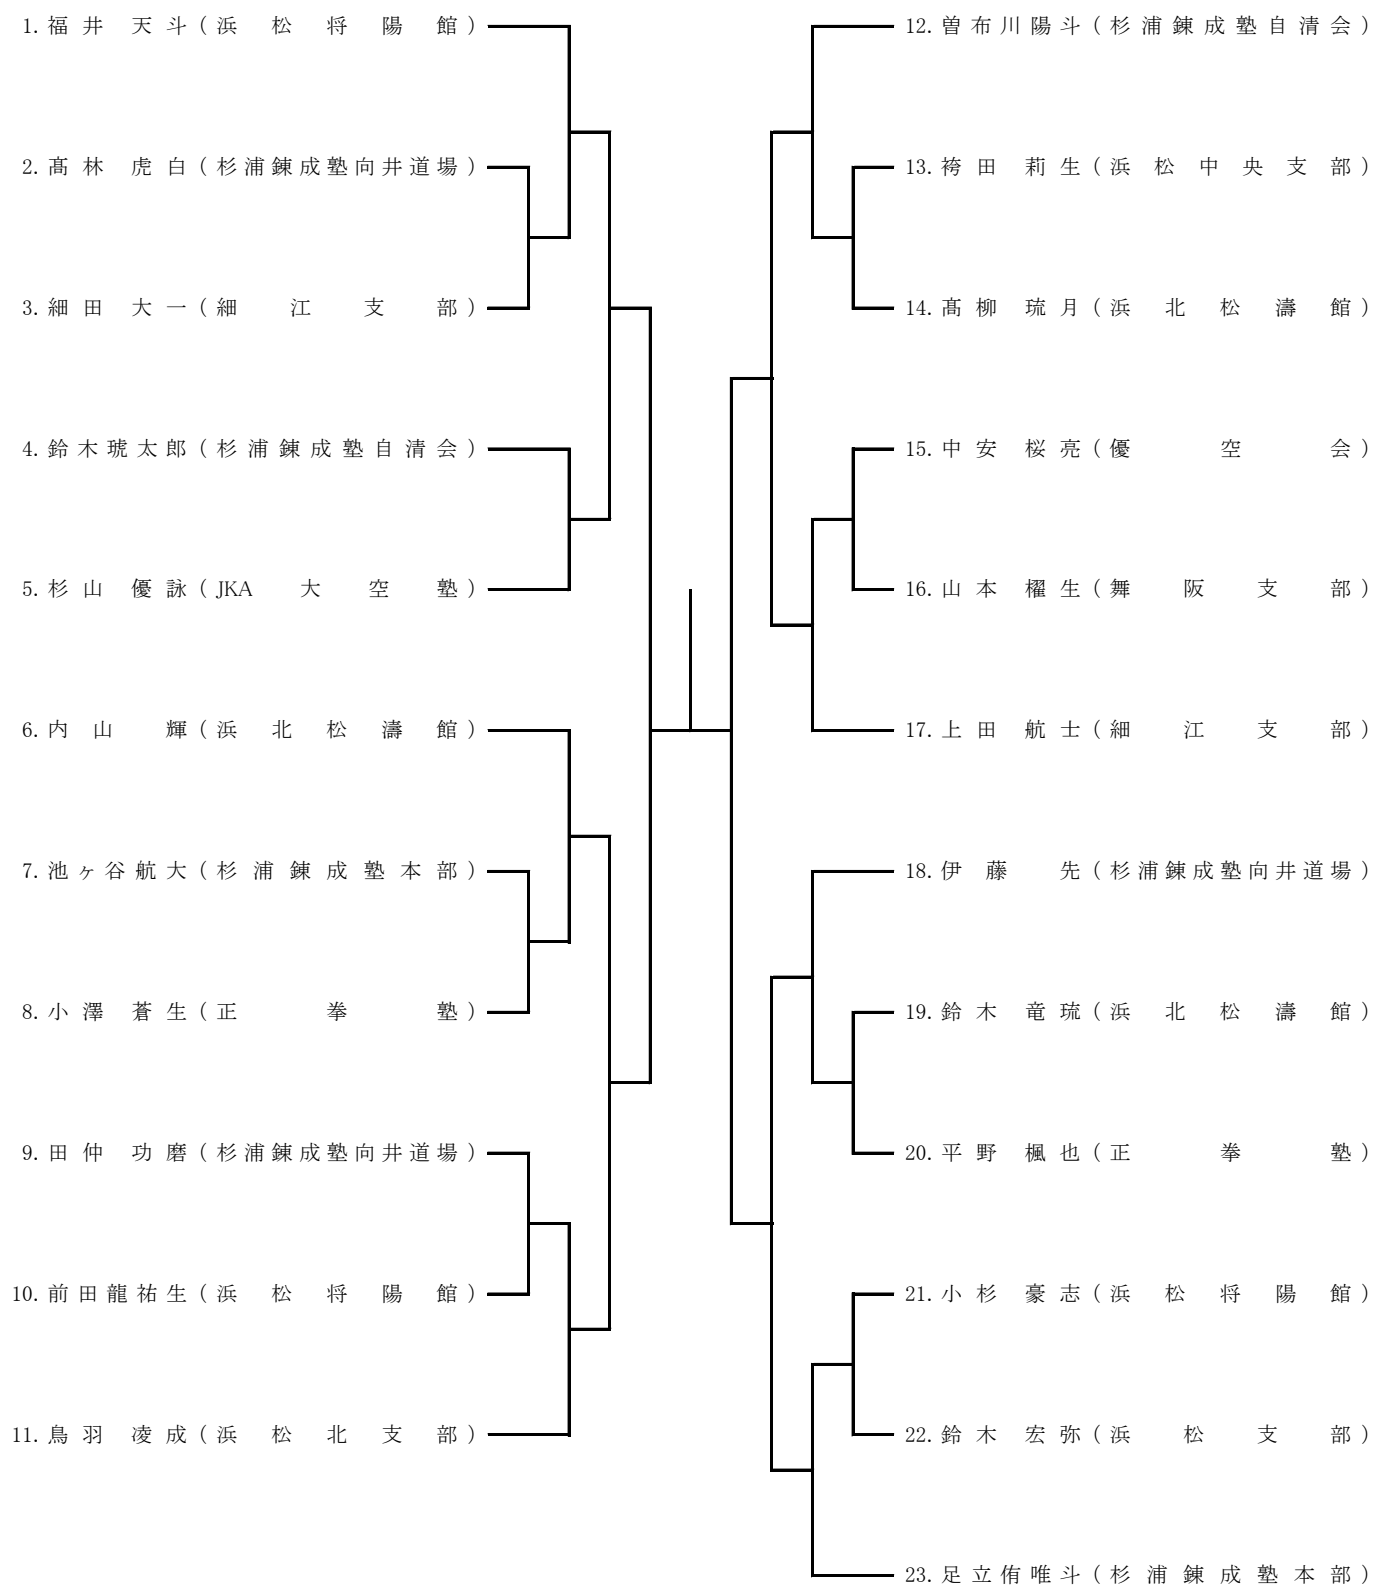 1. 福井 天斗 (浜松将陽館)
2. 髙林 虎白 (杉浦錬成塾向井道場)
3. 細田 大一 (細江支部)
4. 鈴木琥太郎 (杉浦錬成塾自清会)
5. 杉山 優詠 (JKA 大空塾)
6. 内山 輝 (浜北松濤館)
7. 池ヶ谷航大 (杉浦錬成塾本部)
8. 小澤 蒼生 (正拳塾)
9. 田仲 功磨 (杉浦錬成塾向井道場)
10. 前田龍祐生 (浜松将陽館)
11. 鳥羽 凌成 (浜松北支部)
12. 曽布川陽斗 (杉浦錬成塾自清会)
13. 袴田 莉生 (浜松中央支部)
14. 髙柳 琉月 (浜北松濤館)
15. 中安 桜亮 (優空会)
16. 山本 櫂生 (舞阪支部)
17. 上田 航士 (細江支部)
18. 伊藤 先 (杉浦錬成塾向井道場)
19. 鈴木 竜琉 (浜北松濤館)
20. 平野 楓也 (正拳塾)
21. 小杉 豪志 (浜松将陽館)
22. 鈴木 宏弥 (浜松支部)
23. 足立侑唯斗 (杉浦錬成塾本部)